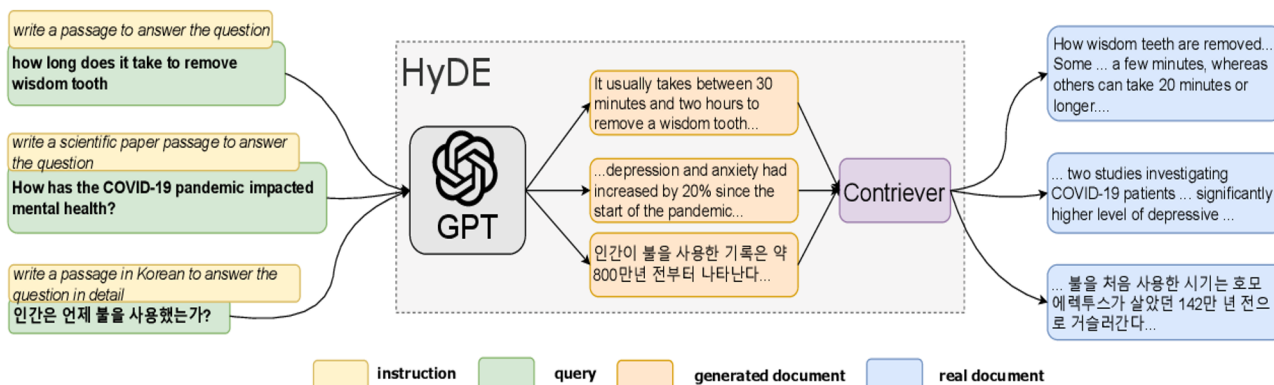 write a passage to answer the question
how long does it take to remove
wisdom tooth
write a scientific paper passage to answer
the question
How has the COVID-19 pandemic impacted
mental health?
write a passage in Korean to answer the
question in detail
인간은 언제 불을 사용했는가?
HyDE
GPT
It usually takes between 30
minutes and two hours to
remove a wisdom tooth...
...depression and anxiety had
increased by 20% since the
start of the pandemic...
인간이 불을 사용한 기록은 약
800만년 전부터 나타난다...
Contriever
How wisdom teeth are removed...
Some ... a few minutes, whereas
others can take 20 minutes or
longer....
... two studies investigating
COVID-19 patients ... significantly
higher level of depressive ...
... 불을 처음 사용한 시기는 호모
에렉투스가 살았던 142만 년 전으
로 거슬러간다...
instruction
query
generated document
real document